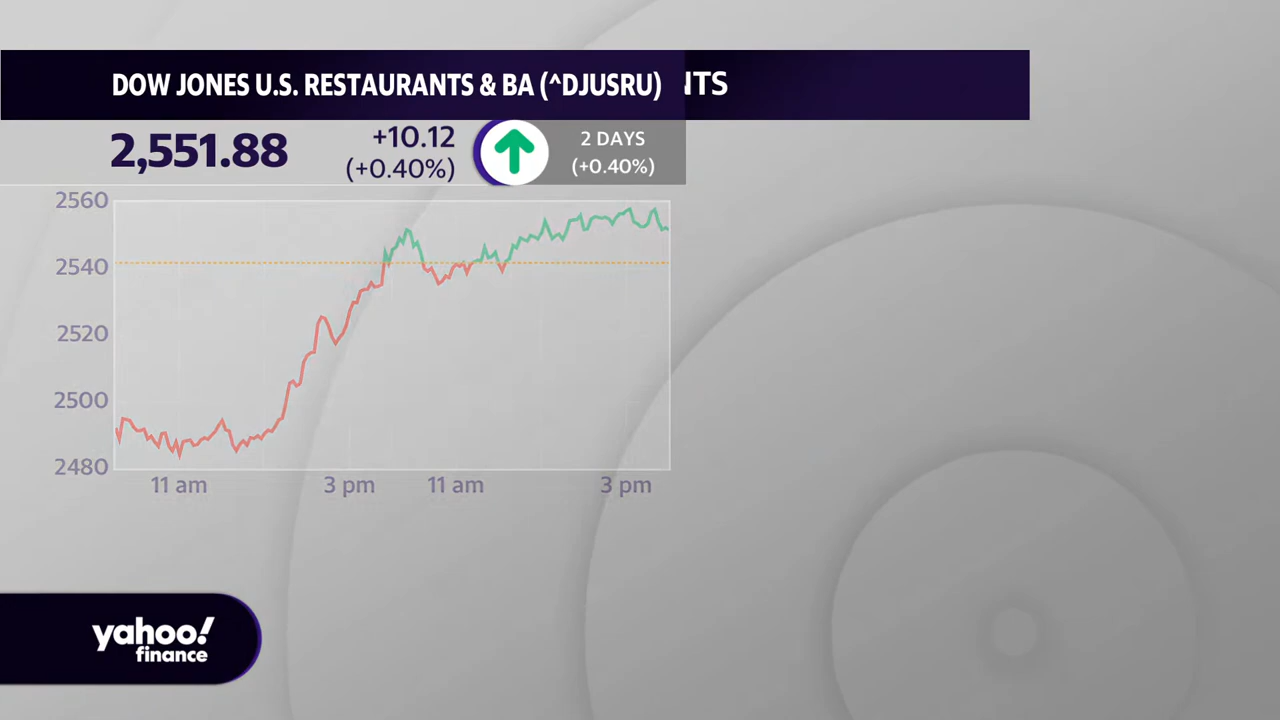 DOW JONES U.S. RESTAURANTS & BA (^DJUSRU)
2,551.88
+10.12
(+0.40%)
2 DAYS
(+0.40%)
2560
2540
2520
2500
2480
11 am
3 pm
11 am
3 pm
yahoo!
finance